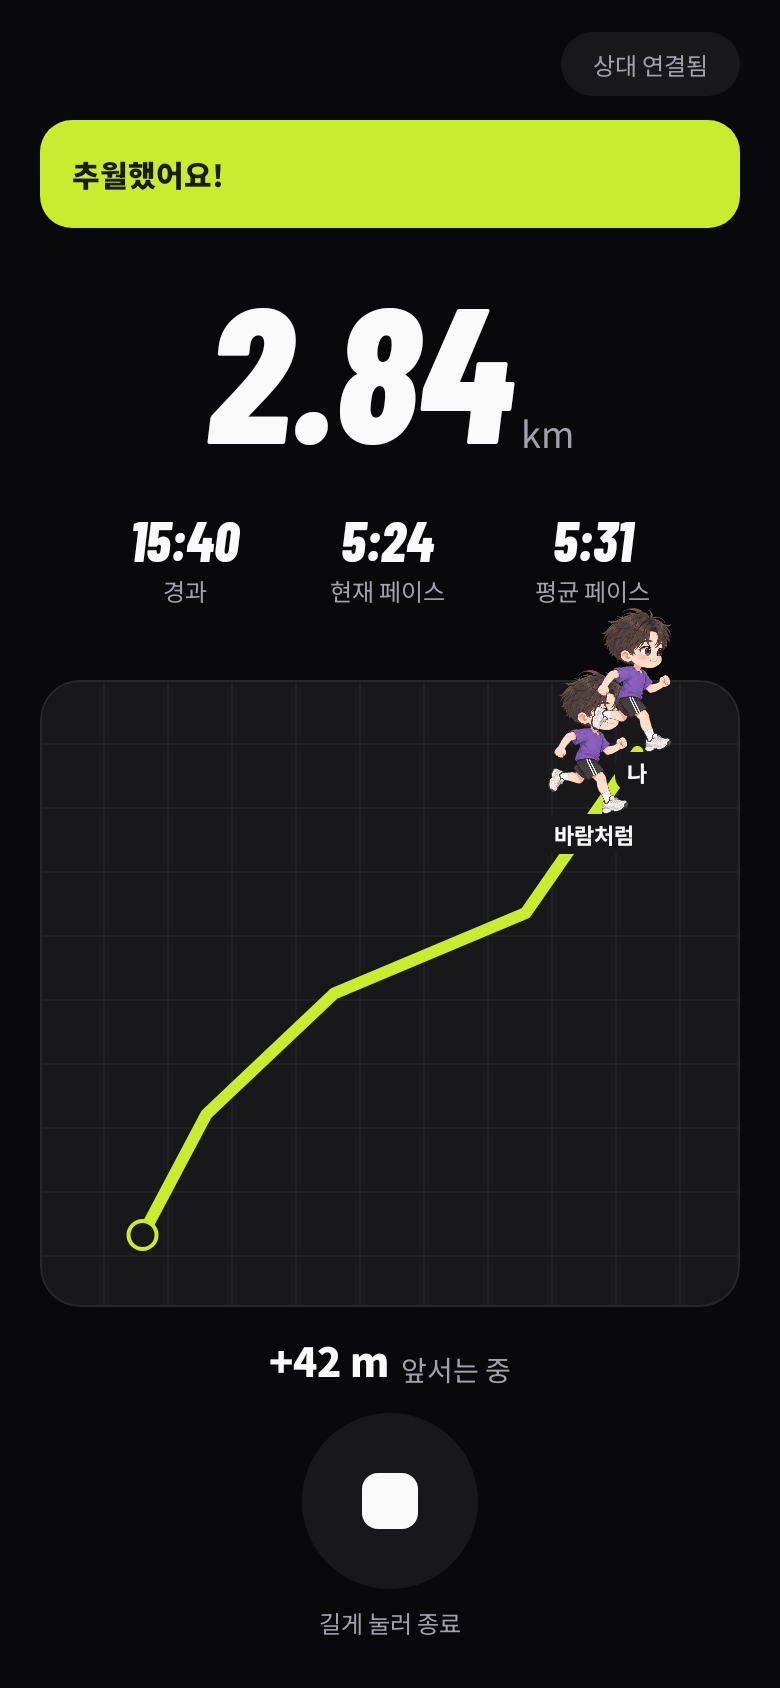 상대 연결됨
추월했어요!
2.84 km
15:40 5:24 5:31
경과 현재 페이스 평균 페이스
나
바람처럼
+42 m 앞서는 중
길게 눌러 종료